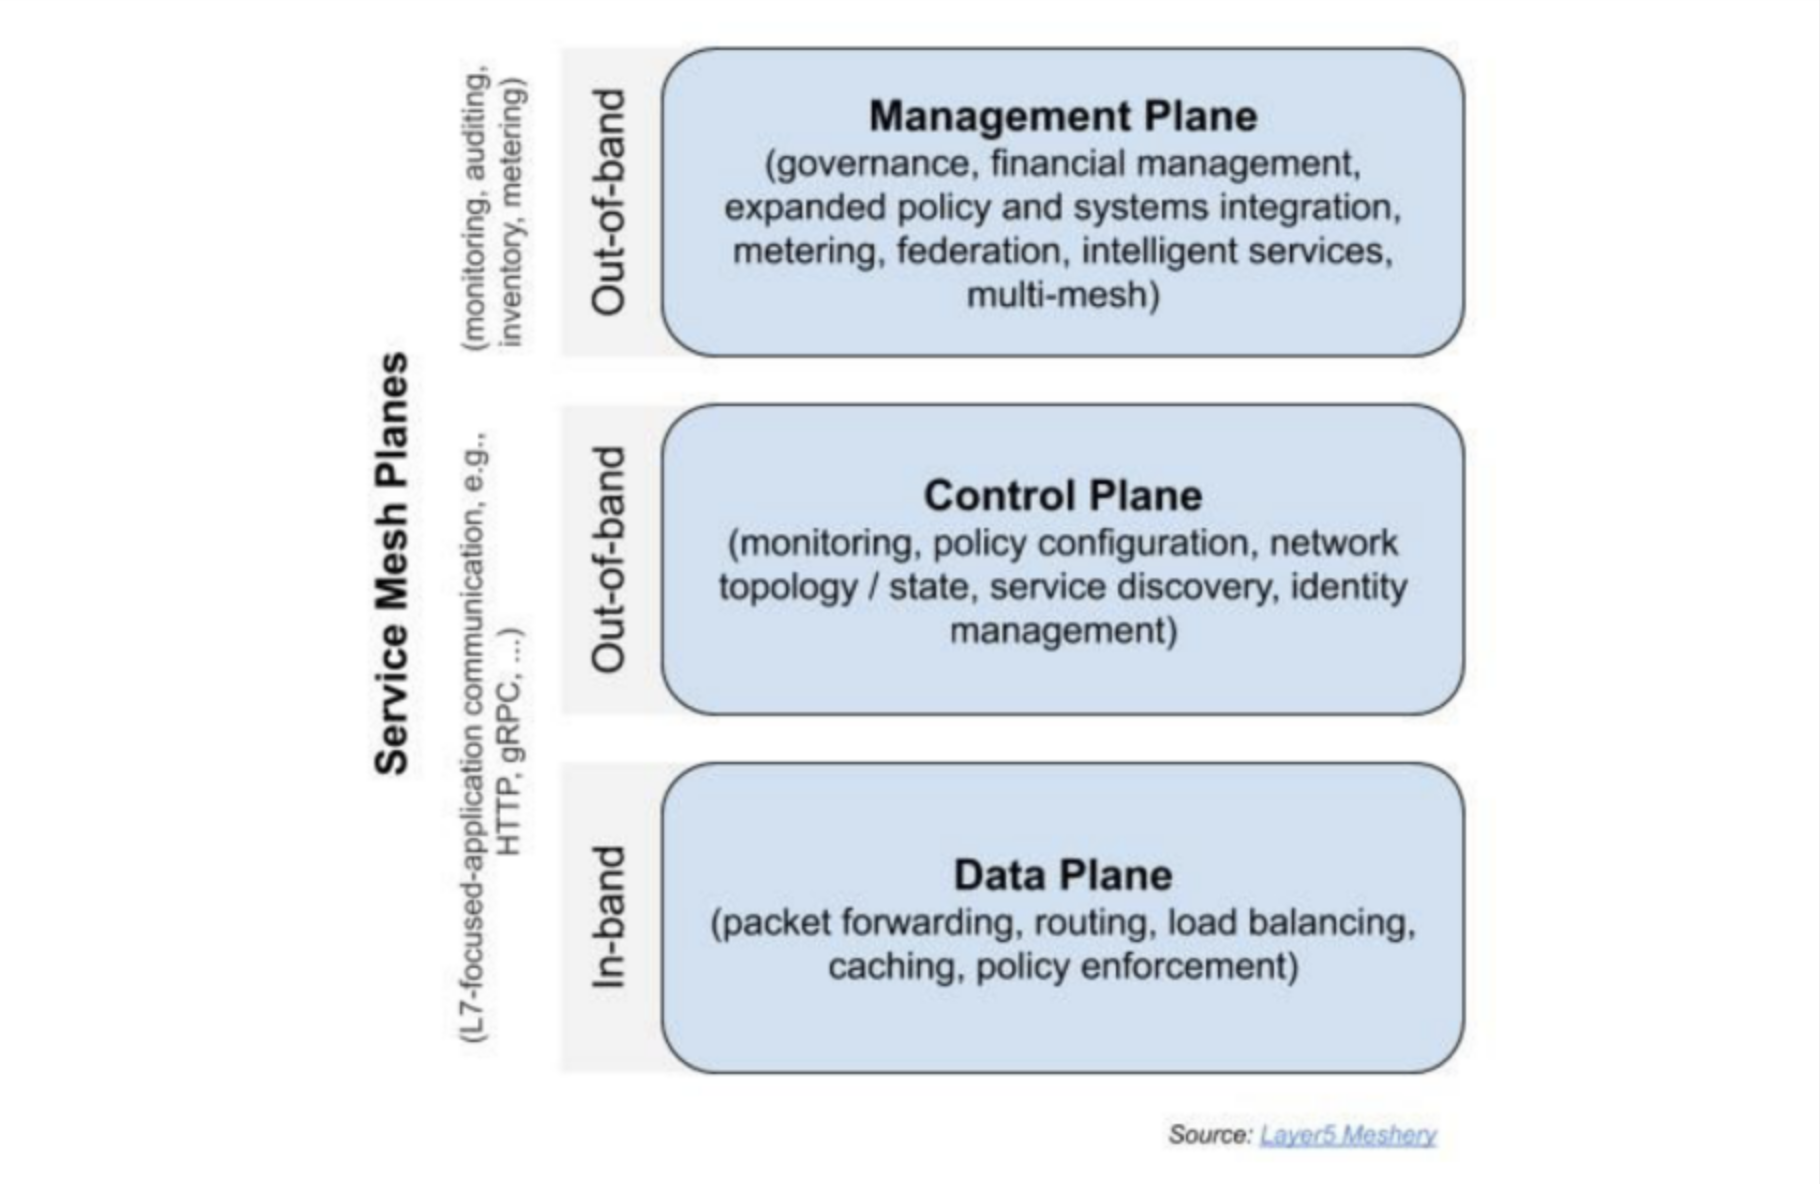 Service Mesh Planes
(monitoring, auditing,
inventory, metering)
Out-of-band
Management Plane
(governance, financial management,
expanded policy and systems integration,
metering, federation, intelligent services,
multi-mesh)
(L7-focused-application communication, e.g.,
HTTP, gRPC, ...)
Out-of-band
Control Plane
(monitoring, policy configuration, network
topology / state, service discovery, identity
management)
In-band
Data Plane
(packet forwarding, routing, load balancing,
caching, policy enforcement)
Source: Layer5 Meshery